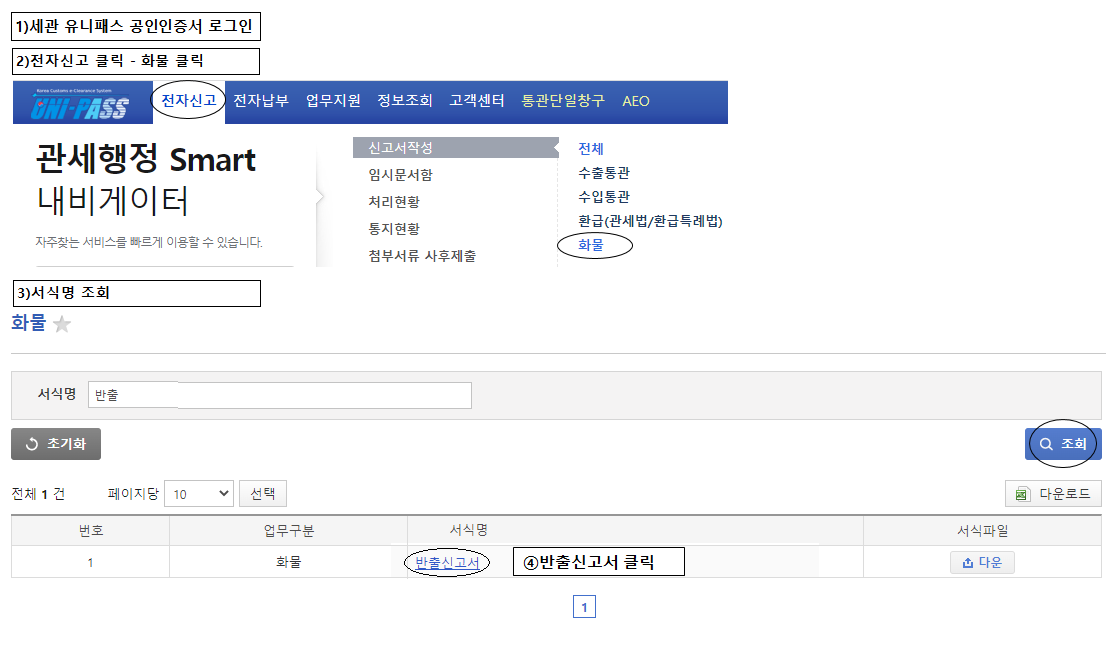 1)세관 유니패스 공인인증서 로그인
2)전자신고 클릭 - 화물 클릭
Korea Customs e-Clearance System
UNI-PASS 전자신고 전자납부 업무지원 정보조회 고객센터 통관단일창구 AEO
관세행정 Smart
내비게이터
자주찾는 서비스를 빠르게 이용할 수 있습니다.
신고서작성
임시문서함
처리현황
통지현황
첨부서류 사후제출
전체
수출통관
수입통관
환급(관세법/환급특례법)
화물
3)서식명 조회
화물
서식명 반출
초기화 조회
전체 1 건 페이지당 10 선택 다운로드
번호 업무구분 서식명 서식파일
1 화물 반출신고서 ④반출신고서 클릭 다운
1